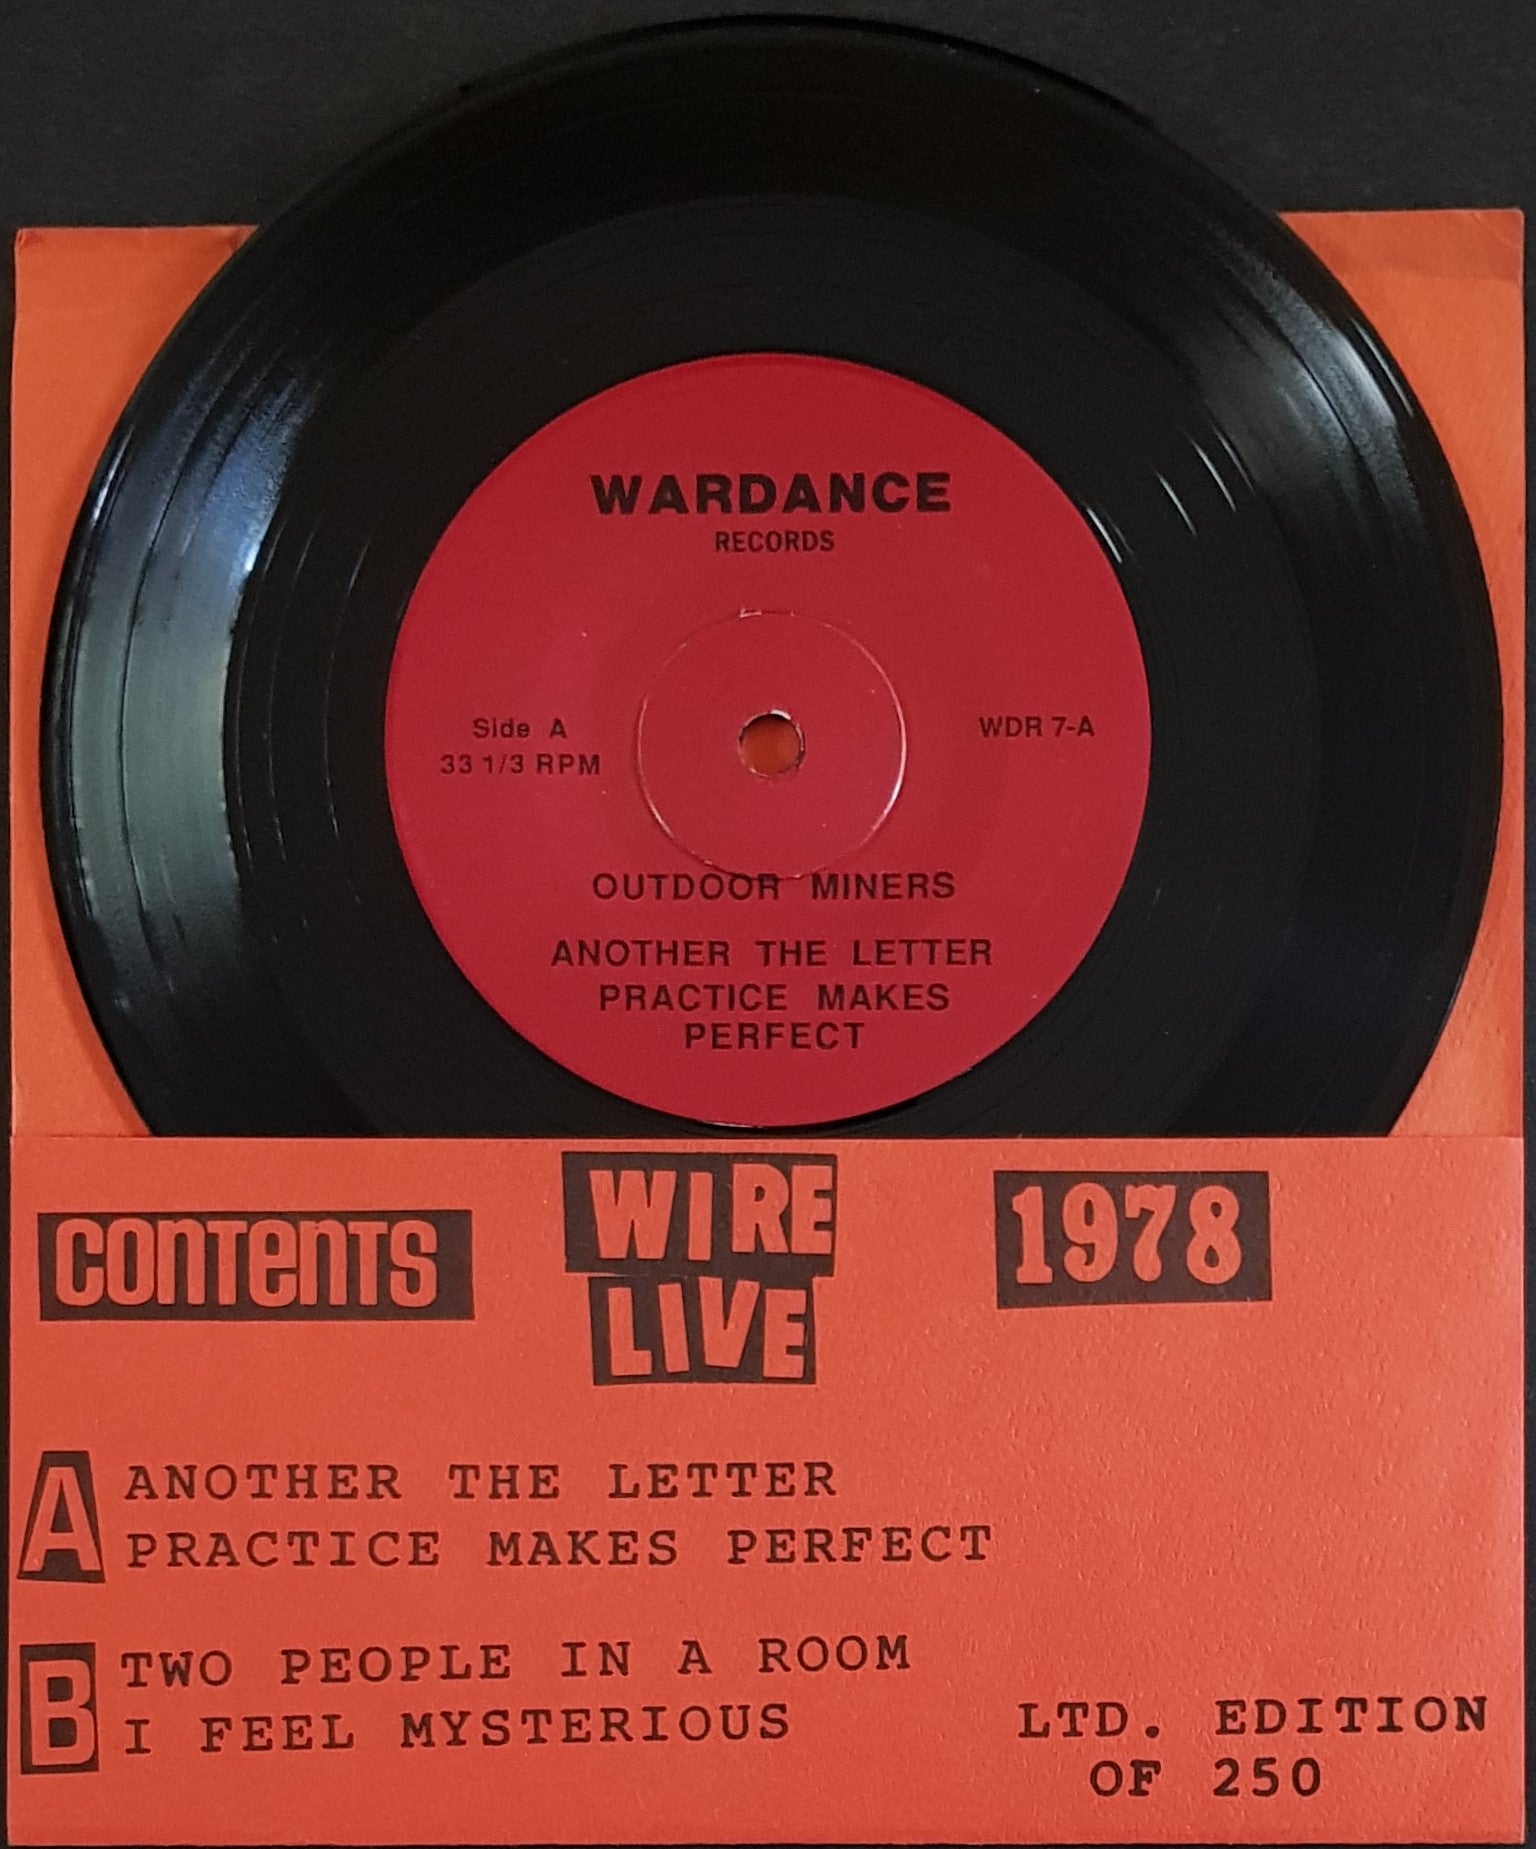 WARDANCE
RECORDS
Side A
33 1/3 RPM
WDR 7-A
OUTDOOR MINERS
ANOTHER THE LETTER
PRACTICE MAKES
PERFECT
CONTENTS
WIRE
LIVE
1978
A
ANOTHER THE LETTER
PRACTICE MAKES PERFECT
B
TWO PEOPLE IN A ROOM
I FEEL MYSTERIOUS
LTD. EDITION
OF 250